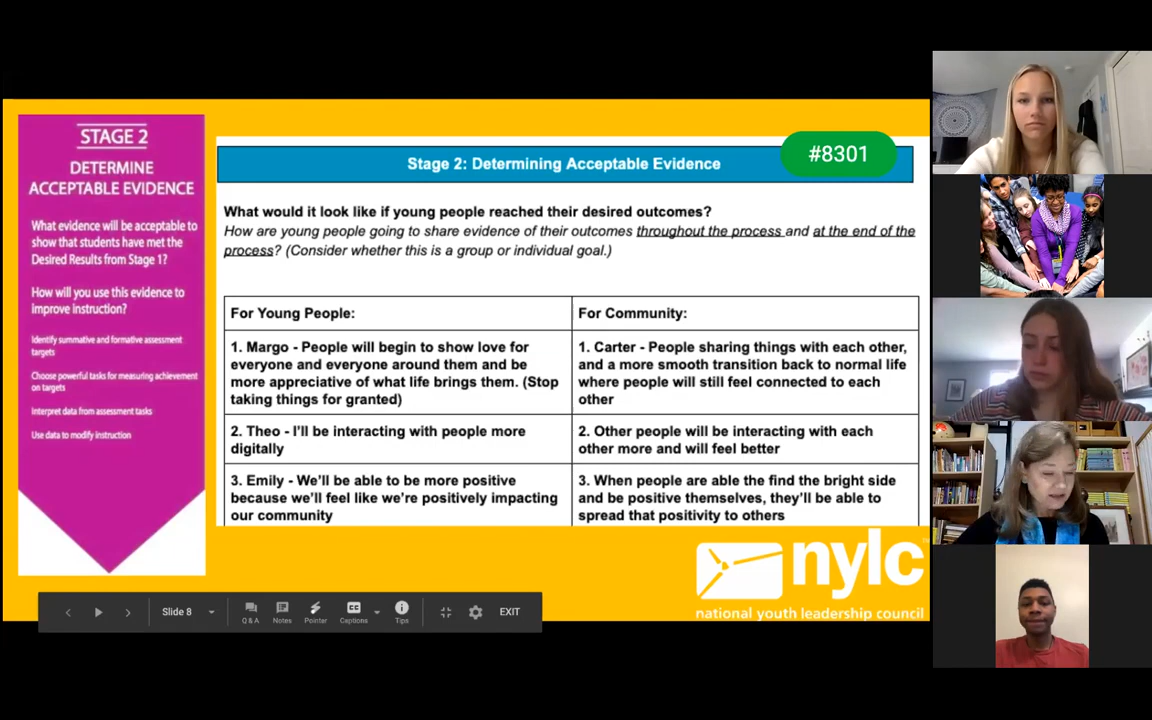 STAGE 2
DETERMINE
ACCEPTABLE EVIDENCE
What evidence will be acceptable to
show that students have met the
Desired Results from Stage 1?
How will you use this evidence to
improve instruction?
Identify summative and formative assessment
targets
Choose powerful tasks for measuring achievement
on targets
Interpret data from assessment tasks
Use data to modify instruction
Stage 2: Determining Acceptable Evidence
#8301
What would it look like if young people reached their desired outcomes?
How are young people going to share evidence of their outcomes throughout the process and at the end of the
process? (Consider whether this is a group or individual goal.)
For Young People:
1. Margo - People will begin to show love for
everyone and everyone around them and be
more appreciative of what life brings them. (Stop
taking things for granted)
2. Theo - I'll be interacting with people more
digitally
3. Emily - We'll be able to be more positive
because we'll feel like we're positively impacting
our community
For Community:
1. Carter - People sharing things with each other,
and a more smooth transition back to normal life
where people will still feel connected to each
other
2. Other people will be interacting with each
other more and will feel better
3. When people are able the find the bright side
and be positive themselves, they'll be able to
spread that positivity to others
nylc
national youth leadership council
Slide 8
Q & A
Notes
Pointer
CC
Captions
Tips
EXIT